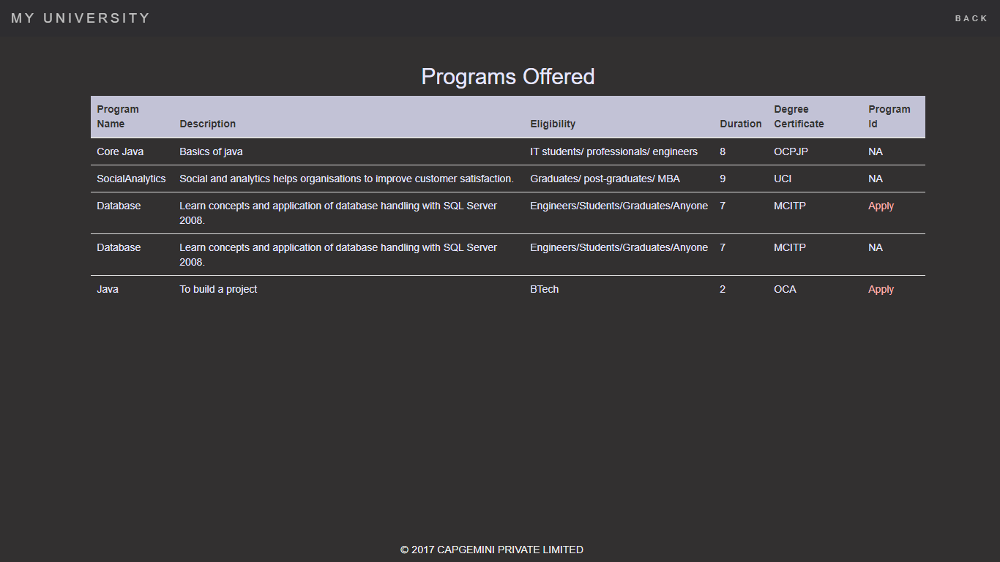 MY UNIVERSITY BACK
Programs Offered
Program Name Description Eligibility Duration Degree Certificate Program Id
Core Java Basics of java IT students/ professionals/ engineers 8 OCPJP NA
SocialAnalytics Social and analytics helps organisations to improve customer satisfaction. Graduates/ post-graduates/ MBA 9 UCI NA
Database Learn concepts and application of database handling with SQL Server 2008. Engineers/Students/Graduates/Anyone 7 MCITP Apply
Database Learn concepts and application of database handling with SQL Server 2008. Engineers/Students/Graduates/Anyone 7 MCITP NA
Java To build a project BTech 2 OCA Apply
© 2017 CAPGEMINI PRIVATE LIMITED